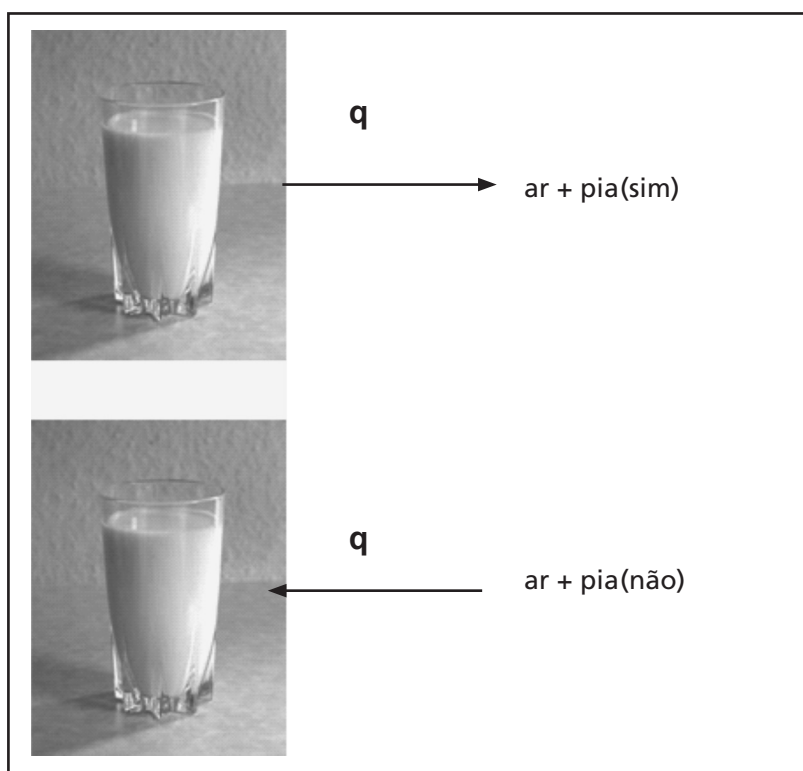 q
ar + pia(sim)
q
ar + pia(não)